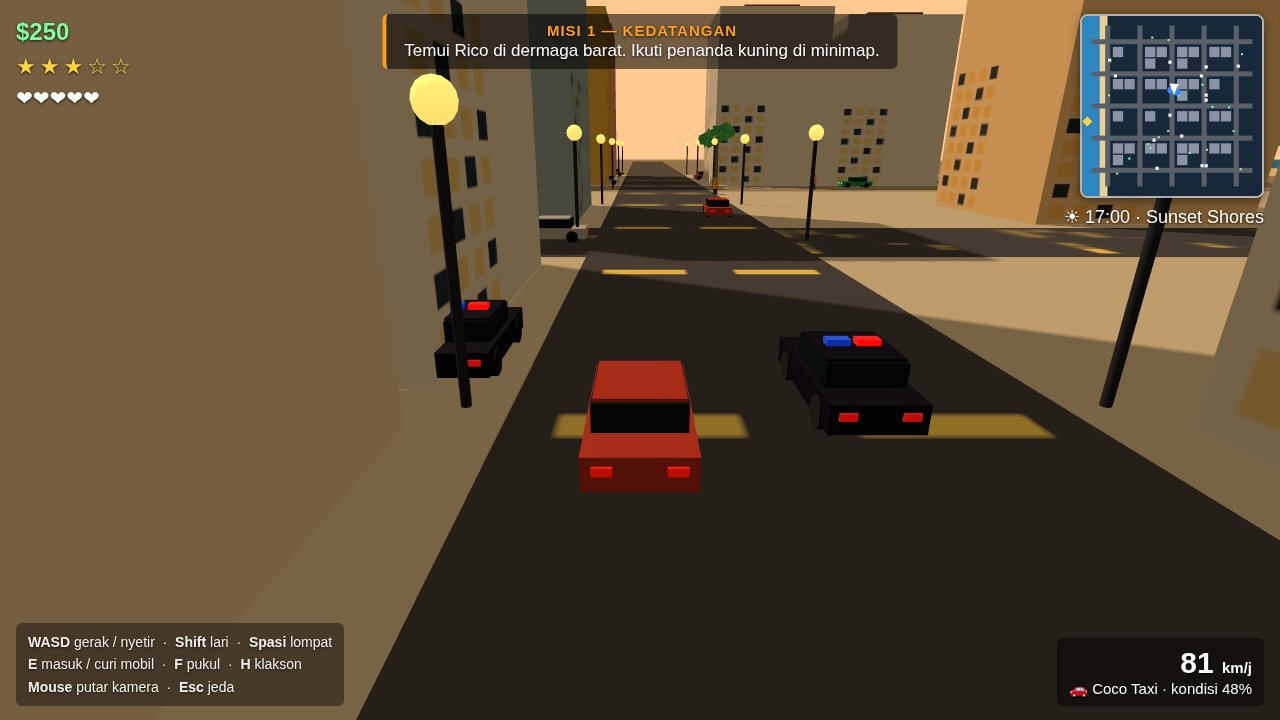 $250
★ ★ ★ ☆ ☆
❤❤❤❤❤
MISI 1 — KEDATANGAN
Temui Rico di dermaga barat. Ikuti penanda kuning di minimap.
☀ 17:00 · Sunset Shores
WASD gerak / nyetir · Shift lari · Spasi lompat
E masuk / curi mobil · F pukul · H klakson
Mouse putar kamera · Esc jeda
81 km/j
🚗 Coco Taxi · kondisi 48%